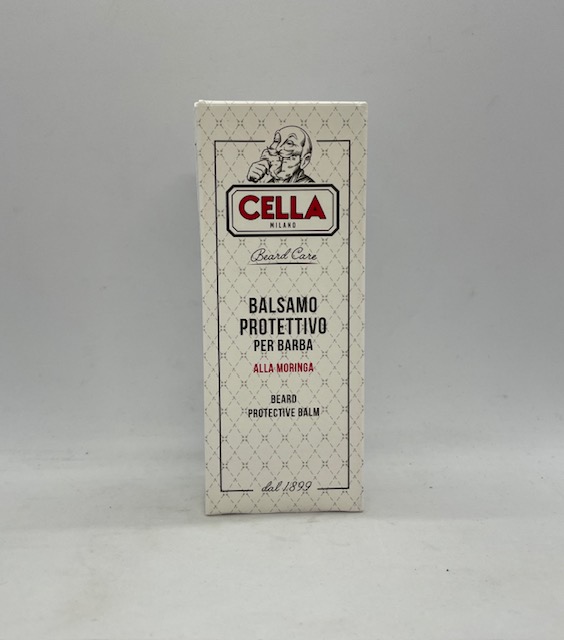 CELLA
MILANO
Beard Care
BALSAMO
PROTETTIVO
PER BARBA
ALLA MORINGA
BEARD
PROTECTIVE BALM
dal 1899